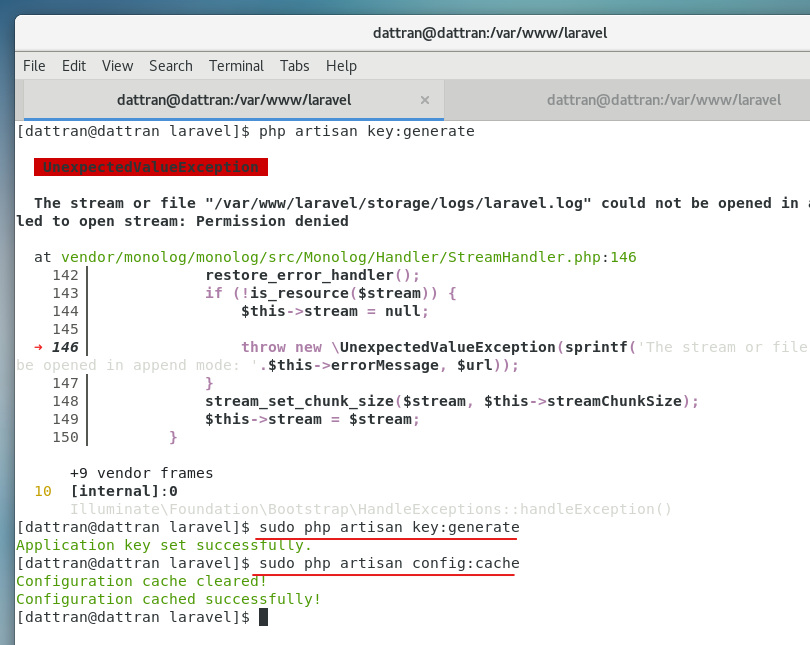 dattran@dattran:/var/www/laravel
File Edit View Search Terminal Tabs Help
dattran@dattran:/var/www/laravel × dattran@dattran:/var/www/laravel
[dattran@dattran laravel]$ php artisan key:generate
UnexpectedValueException
The stream or file "/var/www/laravel/storage/logs/laravel.log" could not be opened in
led to open stream: Permission denied
at vendor/monolog/monolog/src/Monolog/Handler/StreamHandler.php:146
142 restore_error_handler();
143 if (!is_resource($stream)) {
144 $this->stream = null;
145
→ 146 throw new \UnexpectedValueException(sprintf('The stream or file
be opened in append mode: '.$this->errorMessage, $url));
147 }
148 stream_set_chunk_size($stream, $this->streamChunkSize);
149 $this->stream = $stream;
150 }
+9 vendor frames
10 [internal]:0
Illuminate\Foundation\Bootstrap\HandleExceptions::handleException()
[dattran@dattran laravel]$ sudo php artisan key:generate
Application key set successfully.
[dattran@dattran laravel]$ sudo php artisan config:cache
Configuration cache cleared!
Configuration cached successfully!
[dattran@dattran laravel]$